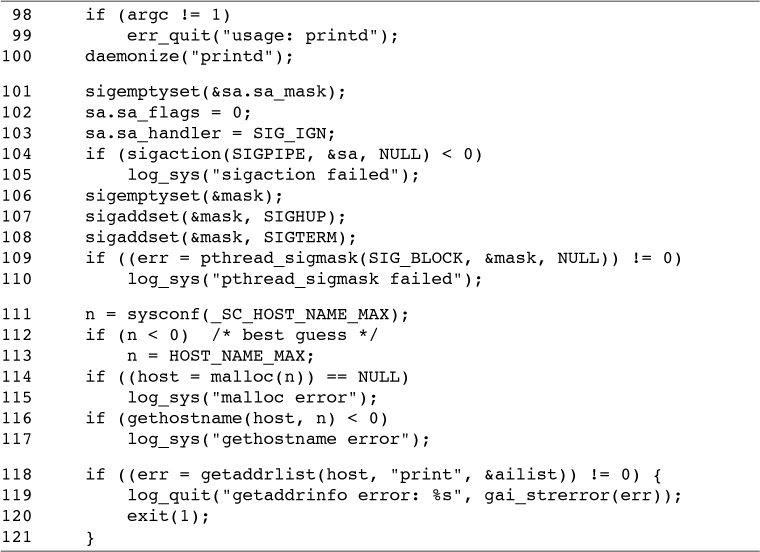 98 if (argc != 1)
99 err_quit("usage: printd");
100 daemonize("printd");
101 sigemptyset(&sa.sa_mask);
102 sa.sa_flags = 0;
103 sa.sa_handler = SIG_IGN;
104 if (sigaction(SIGPIPE, &sa, NULL) < 0)
105 log_sys("sigaction failed");
106 sigemptyset(&mask);
107 sigaddset(&mask, SIGHUP);
108 sigaddset(&mask, SIGTERM);
109 if ((err = pthread_sigmask(SIG_BLOCK, &mask, NULL)) != 0)
110 log_sys("pthread_sigmask failed");
111 n = sysconf(_SC_HOST_NAME_MAX);
112 if (n < 0) /* best guess */
113 n = HOST_NAME_MAX;
114 if ((host = malloc(n)) == NULL)
115 log_sys("malloc error");
116 if (gethostname(host, n) < 0)
117 log_sys("gethostname error");
118 if ((err = getaddrlist(host, "print", &ailist)) != 0) {
119 log_quit("getaddrinfo error: %s", gai_strerror(err));
120 exit(1);
121 }